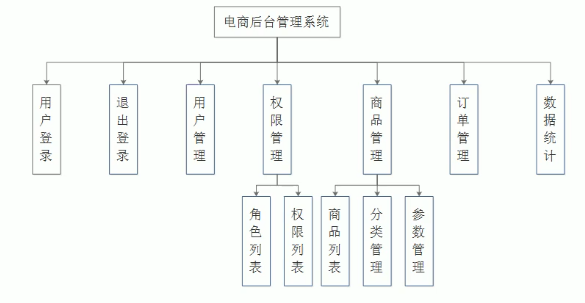 电商后台管理系统
用户登录
退出登录
用户管理
权限管理
商品管理
订单管理
数据统计
角色列表
权限列表
商品列表
分类管理
参数管理